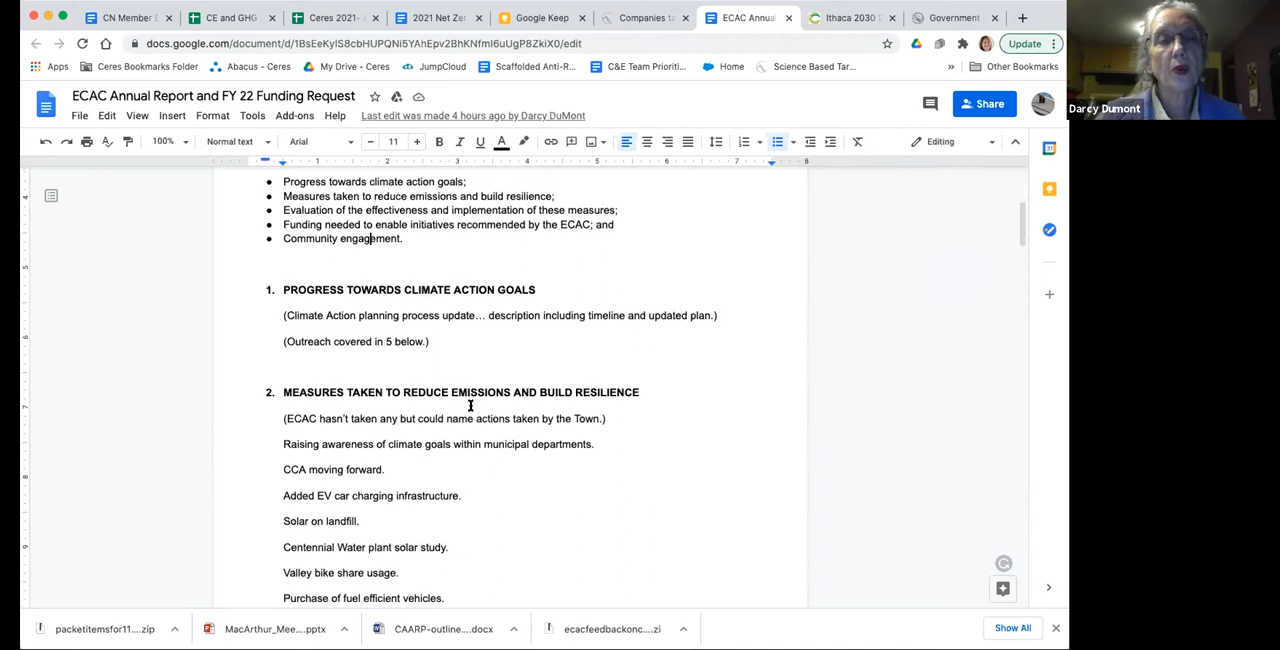 CN Member D
CE and GHG
Ceres 2021-
2021 Net Zer
Google Keep
Companies ta
ECAC Annual
Ithaca 2030 D
Government
docs.google.com/document/d/1BsEeKylS8cbHUPQNi5YAhEpv2BhKNfmI6uUgP8ZkiX0/edit
Update
Apps
Ceres Bookmarks Folder
Abacus - Ceres
My Drive - Ceres
JumpCloud
Scaffolded Anti-R...
C&E Team Prioriti...
Home
Science Based Tar...
Other Bookmarks
ECAC Annual Report and FY 22 Funding Request
File Edit View Insert Format Tools Add-ons Help Last edit was made 4 hours ago by Darcy DuMont
Share
Darcy Dumont
100% Normal text Arial 11 B I U A Editing
1 2 3 4 5 6 7 8
● Progress towards climate action goals;
● Measures taken to reduce emissions and build resilience;
● Evaluation of the effectiveness and implementation of these measures;
● Funding needed to enable initiatives recommended by the ECAC; and
● Community engagement.
1. PROGRESS TOWARDS CLIMATE ACTION GOALS
(Climate Action planning process update… description including timeline and updated plan.)
(Outreach covered in 5 below.)
2. MEASURES TAKEN TO REDUCE EMISSIONS AND BUILD RESILIENCE
(ECAC hasn't taken any but could name actions taken by the Town.)
Raising awareness of climate goals within municipal departments.
CCA moving forward.
Added EV car charging infrastructure.
Solar on landfill.
Centennial Water plant solar study.
Valley bike share usage.
Purchase of fuel efficient vehicles.
packetitemsfor11....zip
MacArthur_Mee....pptx
CAARP-outline....docx
ecacfeedbackonc....zi
Show All